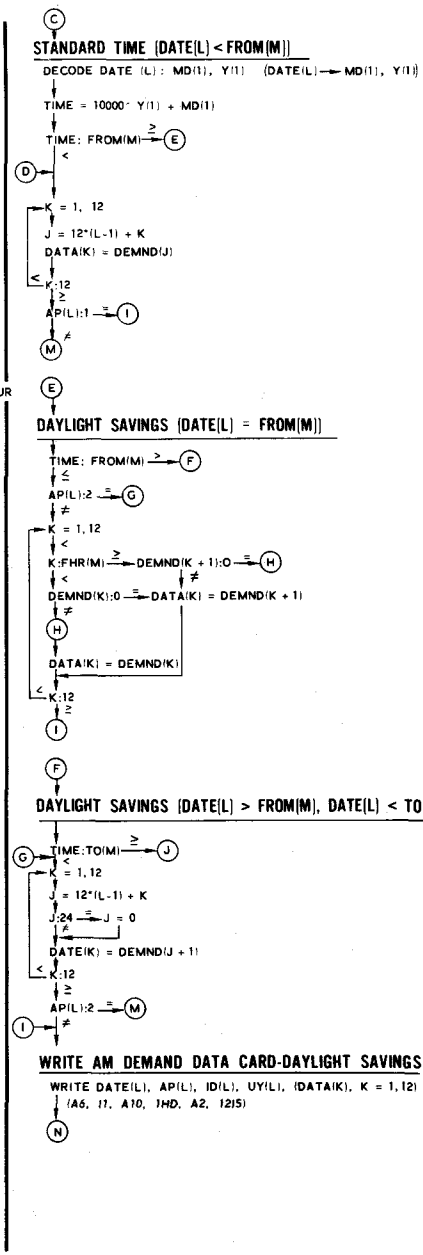 C
STANDARD TIME (DATE(L) < FROM(M))
DECODE DATE (L): MD(1), Y(1) (DATE(L)→ MD(1), Y(1))
TIME = 10000* Y(1) + MD(1)
TIME: FROM(M) ≥ E
<
D
K = 1, 12
J = 12*(L-1) + K
DATA(K) = DEMND(J)
< K:12
≥
AP(L):1 = I
≠
M
UR
E
DAYLIGHT SAVINGS (DATE(L) = FROM(M))
TIME: FROM(M) > F
≤
AP(L):2 = G
≠
K = 1,12
<
K:FHR(M) ≥ DEMND(K + 1):0 = H
< ≠
DEMND(K):0 = DATA(K) = DEMND(K + 1)
≠
H
DATA(K) = DEMND(K)
< K:12
≥
I
F
DAYLIGHT SAVINGS (DATE(L) > FROM(M), DATE(L) < TO
TIME:TO(M) ≥ J
G <
K = 1,12
J = 12*(L-1) + K
J:24 = J = 0
≠
DATE(K) = DEMND(J + 1)
< K:12
≥
AP(L):2 = M
I ≠
WRITE AM DEMAND DATA CARD-DAYLIGHT SAVINGS
WRITE DATE(L), AP(L), ID(L), UY(L), (DATA(K), K = 1,12)
(A6, I1, A10, 1HD, A2, 12I5)
N